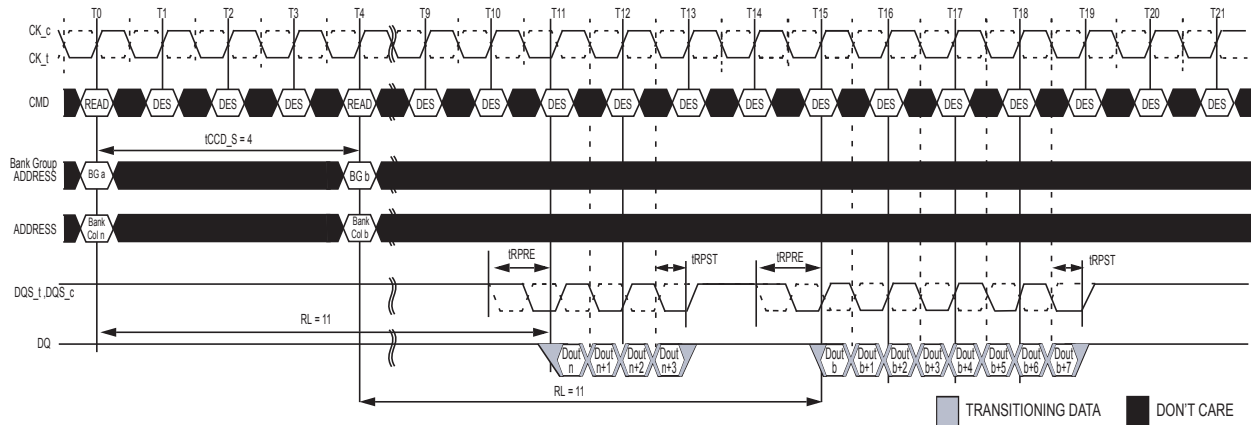 T0 T1 T2 T3 T4 T9 T10 T11 T12 T13 T14 T15 T16 T17 T18 T19 T20 T21
CK_c
CK_t
CMD READ DES DES DES READ DES DES DES DES DES DES DES DES DES DES DES DES DES
tCCD_S = 4
Bank Group
ADDRESS
BG a BG b
ADDRESS
Bank
Col n
Bank
Col b
tRPRE tRPST tRPRE tRPST
DQS_t ,DQS_c
RL = 11
DQ
Dout
n
Dout
n+1
Dout
n+2
Dout
n+3
Dout
b
Dout
b+1
Dout
b+2
Dout
b+3
Dout
b+4
Dout
b+5
Dout
b+6
Dout
b+7
RL = 11
TRANSITIONING DATA DON'T CARE